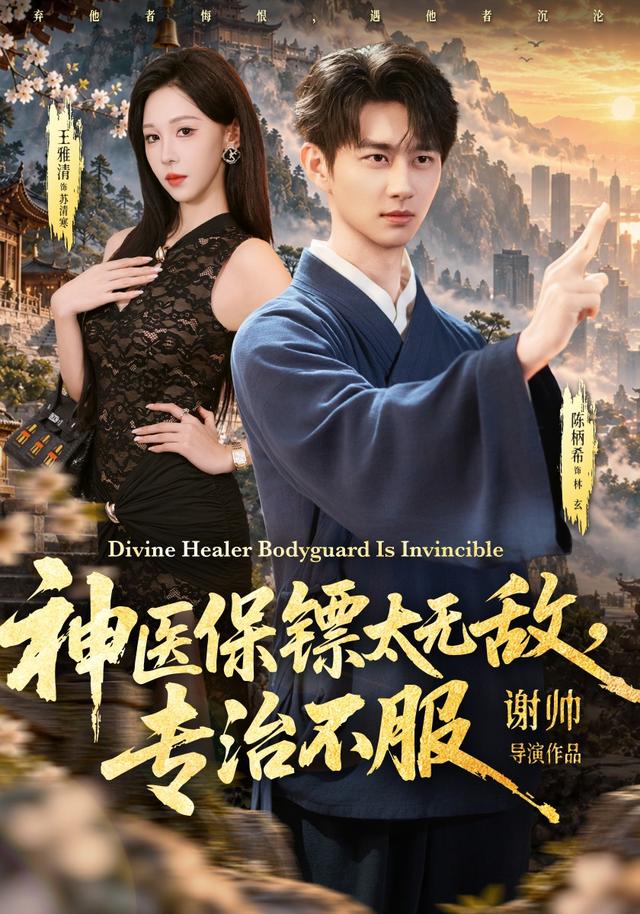 弃他者悔恨，遇他者沉沦
王雅清
饰
苏清寒
陈柄希
饰
林玄
Divine Healer Bodyguard Is Invincible
神医保镖太无敌，
专治不服
谢帅
导演作品